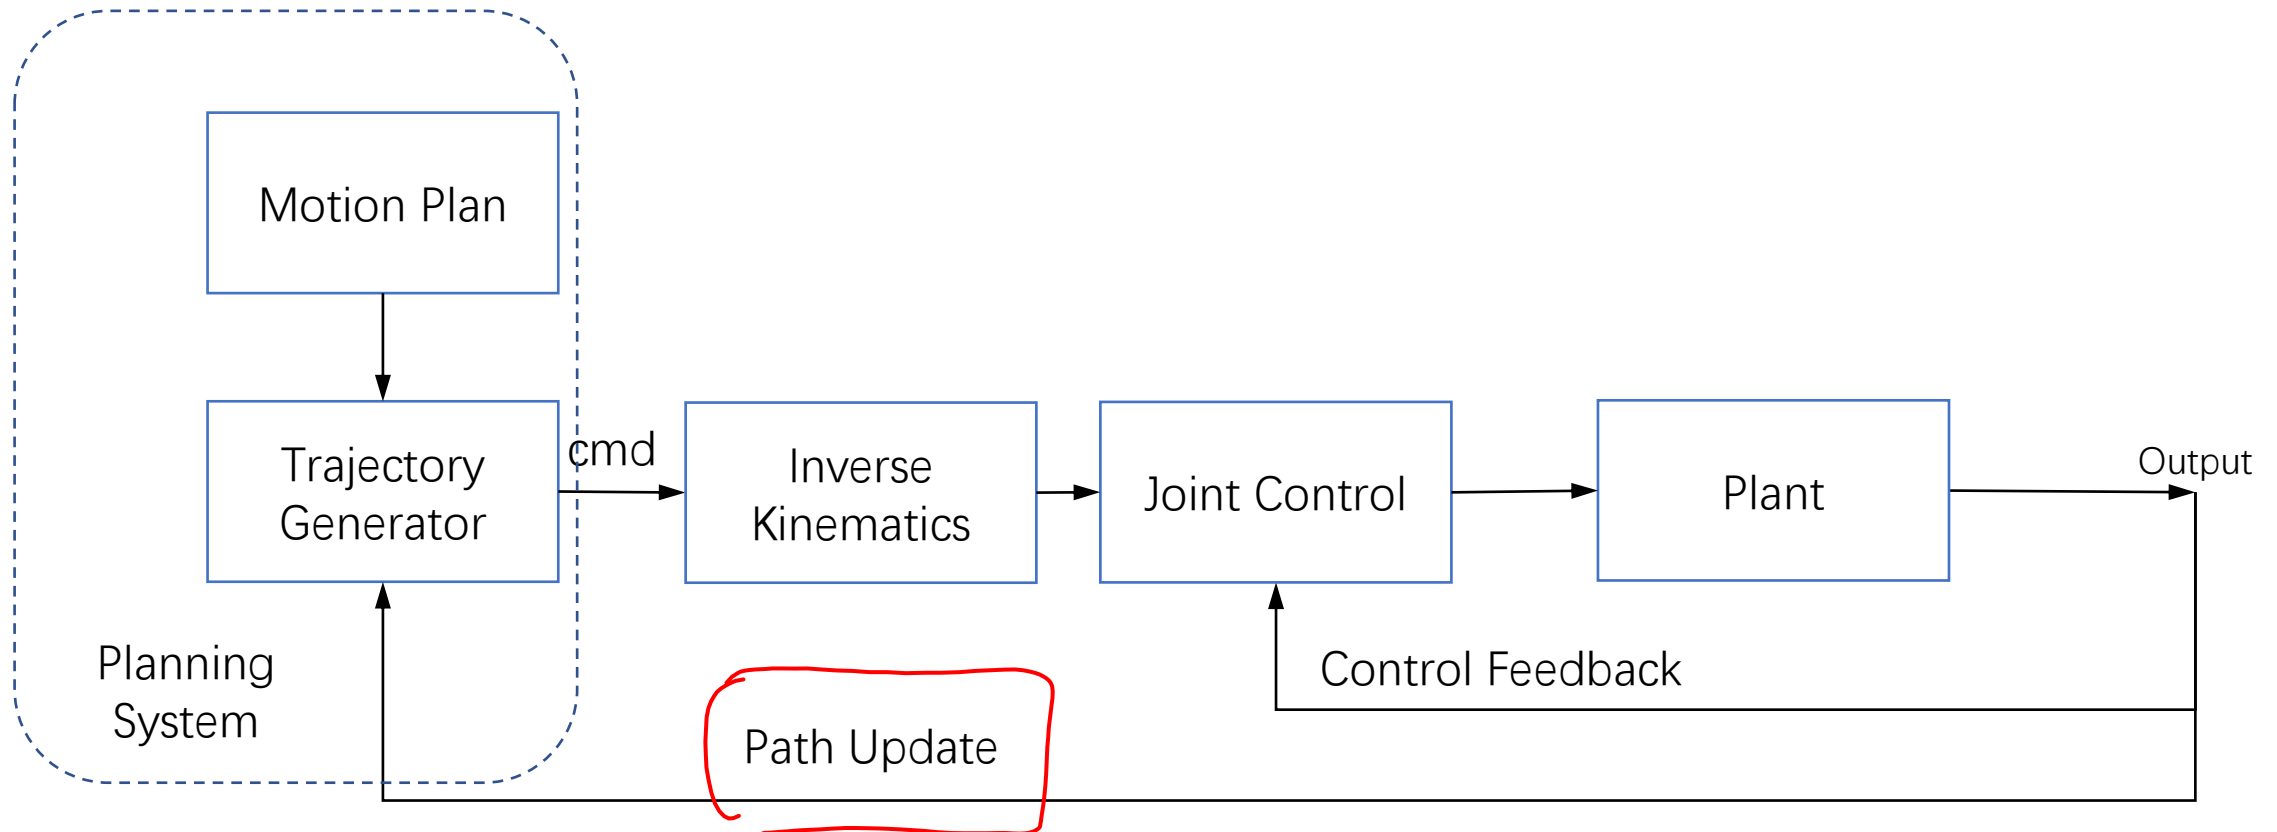 Motion Plan
Trajectory
Generator
cmd
Inverse
Kinematics
Joint Control
Plant
Output
Planning
System
Path Update
Control Feedback